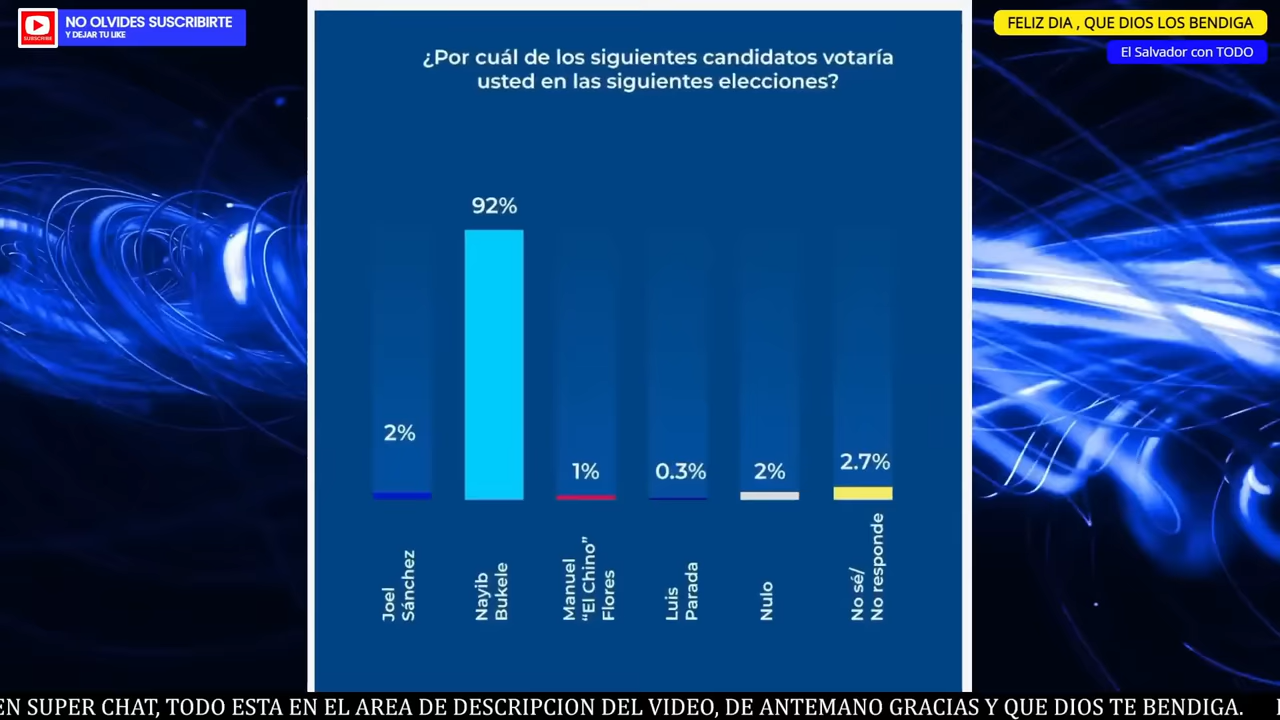 NO OLVIDES SUSCRIBIRTE
Y DEJAR TU LIKE
SUBSCRIBE
FELIZ DIA , QUE DIOS LOS BENDIGA
El Salvador con TODO
¿Por cuál de los siguientes candidatos votaría
usted en las siguientes elecciones?
92%
2%
1%
0.3%
2%
2.7%
Joel
Sánchez
Nayib
Bukele
Manuel
“El Chino”
Flores
Luis
Parada
Nulo
No sé/
No responde
EN SUPER CHAT, TODO ESTA EN EL AREA DE DESCRIPCION DEL VIDEO, DE ANTEMANO GRACIAS Y QUE DIOS TE BENDIGA.